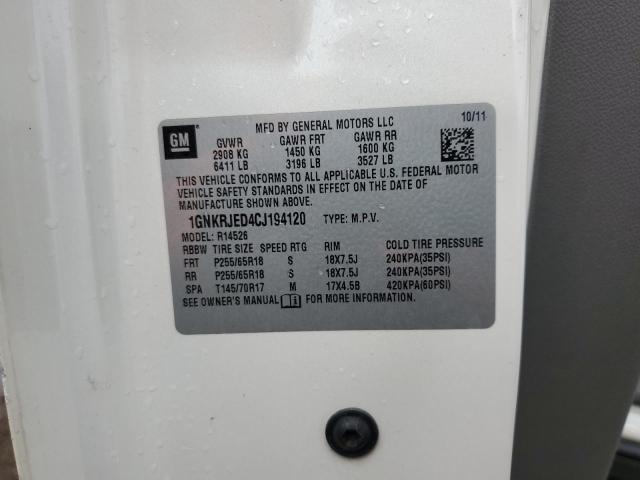 GM
MFD BY GENERAL MOTORS LLC 10/11
GVWR GAWR FRT GAWR RR
2908 KG 1450 KG 1600 KG
6411 LB 3196 LB 3527 LB
THIS VEHICLE CONFORMS TO ALL APPLICABLE U.S. FEDERAL MOTOR
VEHICLE SAFETY STANDARDS IN EFFECT ON THE DATE OF
MANUFACTURE SHOWN ABOVE.
1GNKRJED4CJ194120 TYPE: M.P.V.
MODEL: R14526
RBBW TIRE SIZE SPEED RTG RIM COLD TIRE PRESSURE
FRT P255/65R18 S 18X7.5J 240KPA(35PSI)
RR P255/65R18 S 18X7.5J 240KPA(35PSI)
SPA T145/70R17 M 17X4.5B 420KPA(60PSI)
SEE OWNER'S MANUAL FOR MORE INFORMATION.